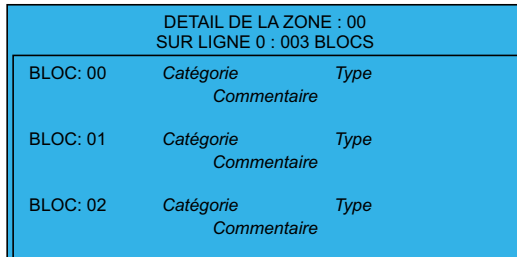 DETAIL DE LA ZONE : 00
SUR LIGNE 0 : 003 BLOCS
BLOC: 00 Catégorie Type
Commentaire
BLOC: 01 Catégorie Type
Commentaire
BLOC: 02 Catégorie Type
Commentaire